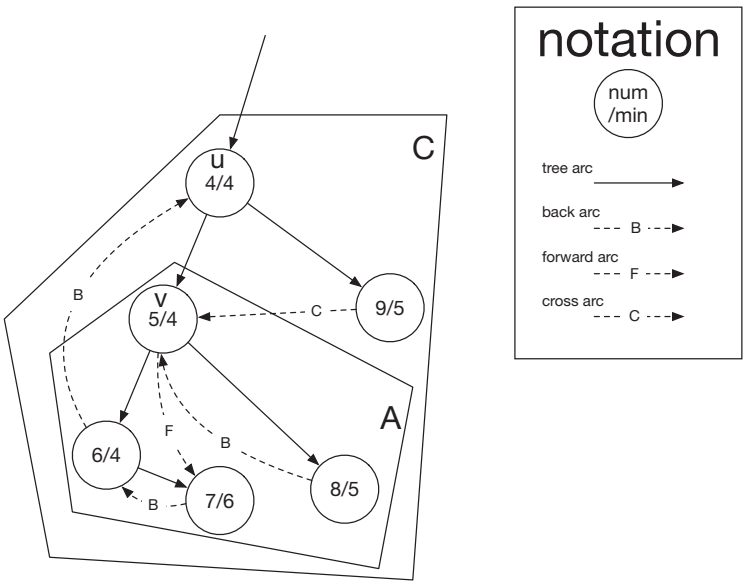 notation
num
/min
tree arc
back arc
B
forward arc
F
cross arc
C
C
u
4/4
B
v
5/4
C
9/5
A
F
B
6/4
8/5
B
7/6